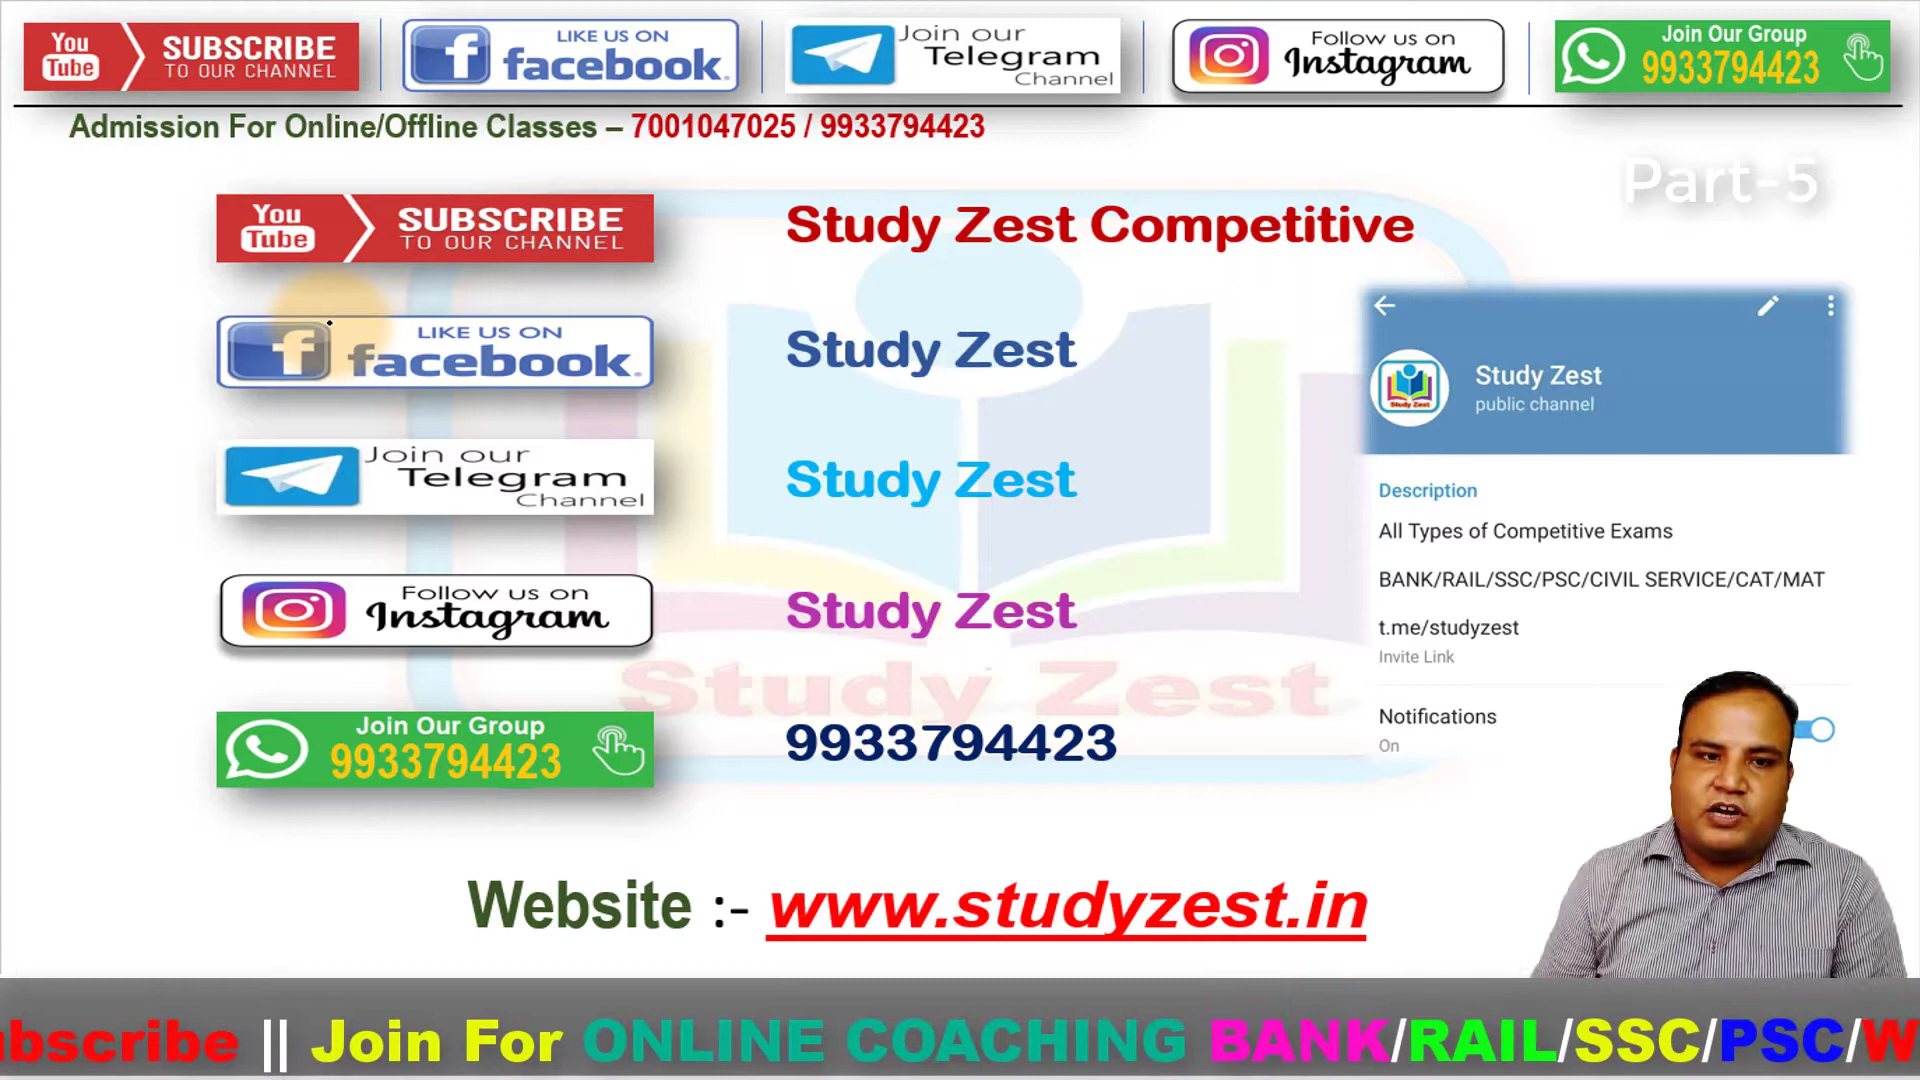 You Tube SUBSCRIBE TO OUR CHANNEL
LIKE US ON facebook.
Join our Telegram Channel
Follow us on Instagram
Join Our Group 9933794423
Admission For Online/Offline Classes – 7001047025 / 9933794423
Part-5
You Tube SUBSCRIBE TO OUR CHANNEL
Study Zest Competitive
LIKE US ON facebook.
Study Zest
Join our Telegram Channel
Study Zest
Follow us on Instagram
Study Zest
Join Our Group 9933794423
9933794423
Study Zest
Study Zest
Study Zest
public channel
Description
All Types of Competitive Exams
BANK/RAIL/SSC/PSC/CIVIL SERVICE/CAT/MAT
t.me/studyzest
Invite Link
Notifications
On
Website :- www.studyzest.in
ubscribe || Join For ONLINE COACHING BANK/RAIL/SSC/PSC/W